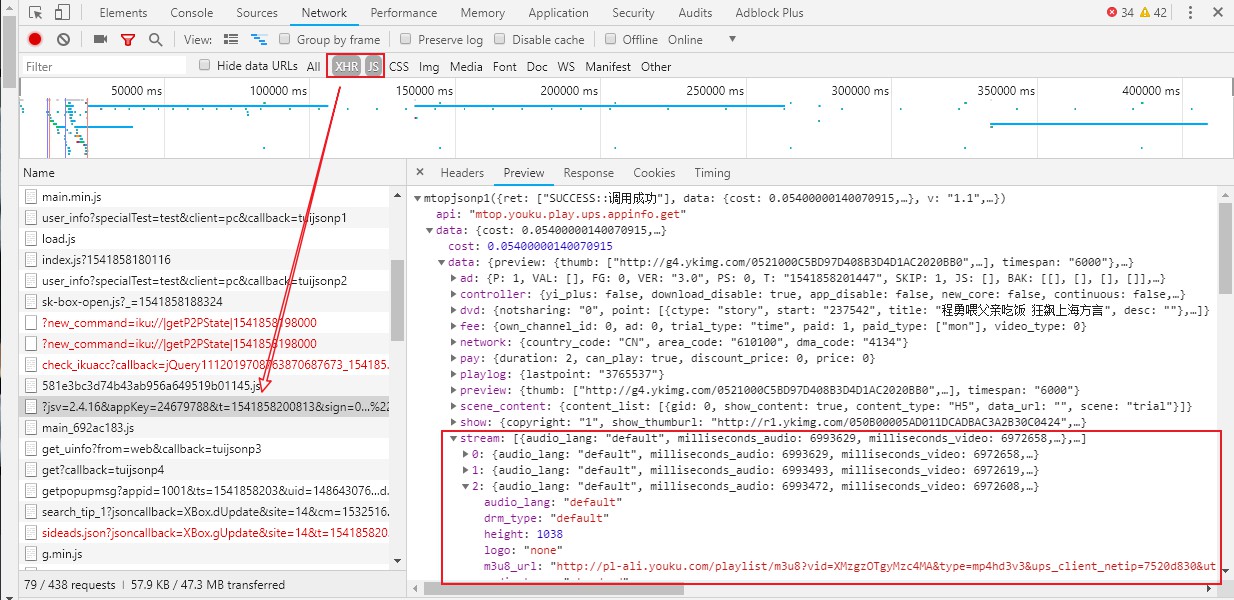 Elements Console Sources Network Performance Memory Application Security Audits Adblock Plus 34 42
View: Group by frame Preserve log Disable cache Offline Online
Filter Hide data URLs All XHR JS CSS Img Media Font Doc WS Manifest Other
50000 ms 100000 ms 150000 ms 200000 ms 250000 ms 300000 ms 350000 ms 400000 ms
Name
main.min.js
user_info?specialTest=test&client=pc&callback=tuijsonp1
load.js
index.js?1541858180116
user_info?specialTest=test&client=pc&callback=tuijsonp2
sk-box-open.js?_=1541858188324
?new_command=iku://|getP2PState|1541858198000
?new_command=iku://|getP2PState|1541858198000
check_ikuacc?callback=jQuery1112019708763870687673_154185...
581e3bc3d74b43ab956a649519b01145.js
?jsv=2.4.16&appKey=24679788&t=1541858200813&sign=0...%22
main_692ac183.js
get_uinfo?from=web&callback=tuijsonp3
get?callback=tuijsonp4
getpopupmsg?appid=1001&ts=1541858203&uid=148643076...d...
search_tip_1?jsoncallback=XBox.dUpdate&site=14&cm=1532516...
sideads.json?jsoncallback=XBox.gUpdate&site=14&t=154185820...
g.min.js
79 / 438 requests | 57.9 KB / 47.3 MB transferred
Headers Preview Response Cookies Timing
mtopjsonp1({ret: ["SUCCESS::调用成功"], data: {cost: 0.05400000140070915,…}, v: "1.1",…})
api: "mtop.youku.play.ups.appinfo.get"
data: {cost: 0.05400000140070915,…}
cost: 0.05400000140070915
data: {preview: {thumb: ["http://g4.ykimg.com/0521000C5BD97D408B3D4D1AC2020BB0",…], timespan: "6000"},…}
ad: {P: 1, VAL: [], FG: 0, VER: "3.0", PS: 0, T: "1541858201447", SKIP: 1, JS: [], BAK: [[], [], [], []],…}
controller: {yi_plus: false, download_disable: true, app_disable: false, new_core: false, continuous: false,…}
dvd: {notsharing: "0", point: [{ctype: "story", start: "237542", title: "程勇喂父亲吃饭 狂飙上海方言", desc: ""},…]}
fee: {own_channel_id: 0, ad: 0, trial_type: "time", paid: 1, paid_type: ["mon"], video_type: 0}
network: {country_code: "CN", area_code: "610100", dma_code: "4134"}
pay: {duration: 2, can_play: true, discount_price: 0, price: 0}
playlog: {lastpoint: "3765537"}
preview: {thumb: ["http://g4.ykimg.com/0521000C5BD97D408B3D4D1AC2020BB0",…], timespan: "6000"}
scene_content: {content_list: [{gid: 0, show_content: true, content_type: "H5", data_url: "", scene: "trial"}]}
show: {copyright: "1", show_thumburl: "http://r1.ykimg.com/050B00005AD011DCADBAC3A2B30C0424",…}
stream: [{audio_lang: "default", milliseconds_audio: 6993629, milliseconds_video: 6972658,…},…]
0: {audio_lang: "default", milliseconds_audio: 6993629, milliseconds_video: 6972658,…}
1: {audio_lang: "default", milliseconds_audio: 6993493, milliseconds_video: 6972619,…}
2: {audio_lang: "default", milliseconds_audio: 6993472, milliseconds_video: 6972608,…}
audio_lang: "default"
drm_type: "default"
height: 1038
logo: "none"
m3u8_url: "http://pl-ali.youku.com/playlist/m3u8?vid=XMzgzOTgyMzc4MA&type=mp4hd3v3&ups_client_netip=7520d830&ut